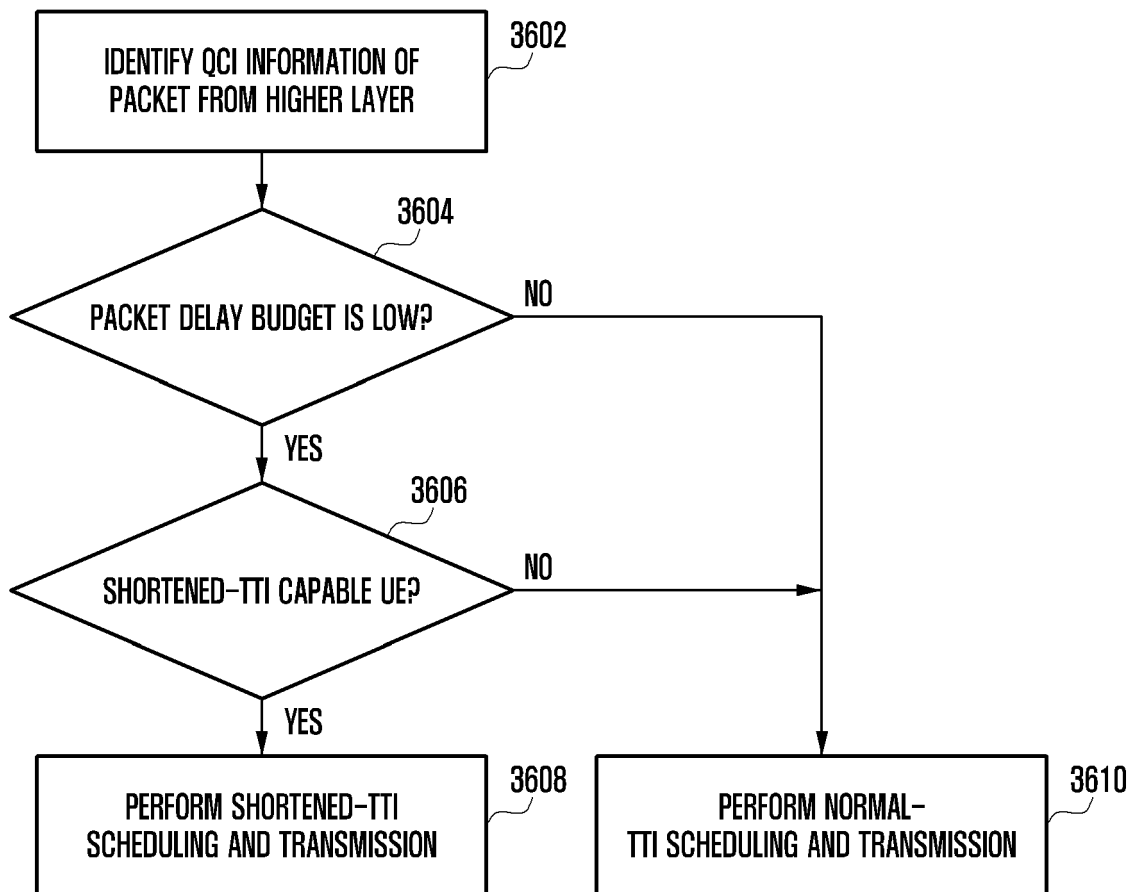 IDENTIFY QCI INFORMATION OF
PACKET FROM HIGHER LAYER
3602
3604
PACKET DELAY BUDGET IS LOW?
NO
YES
3606
SHORTENED–TTI CAPABLE UE?
NO
YES
PERFORM SHORTENED–TTI
SCHEDULING AND TRANSMISSION
3608
PERFORM NORMAL–
TTI SCHEDULING AND TRANSMISSION
3610